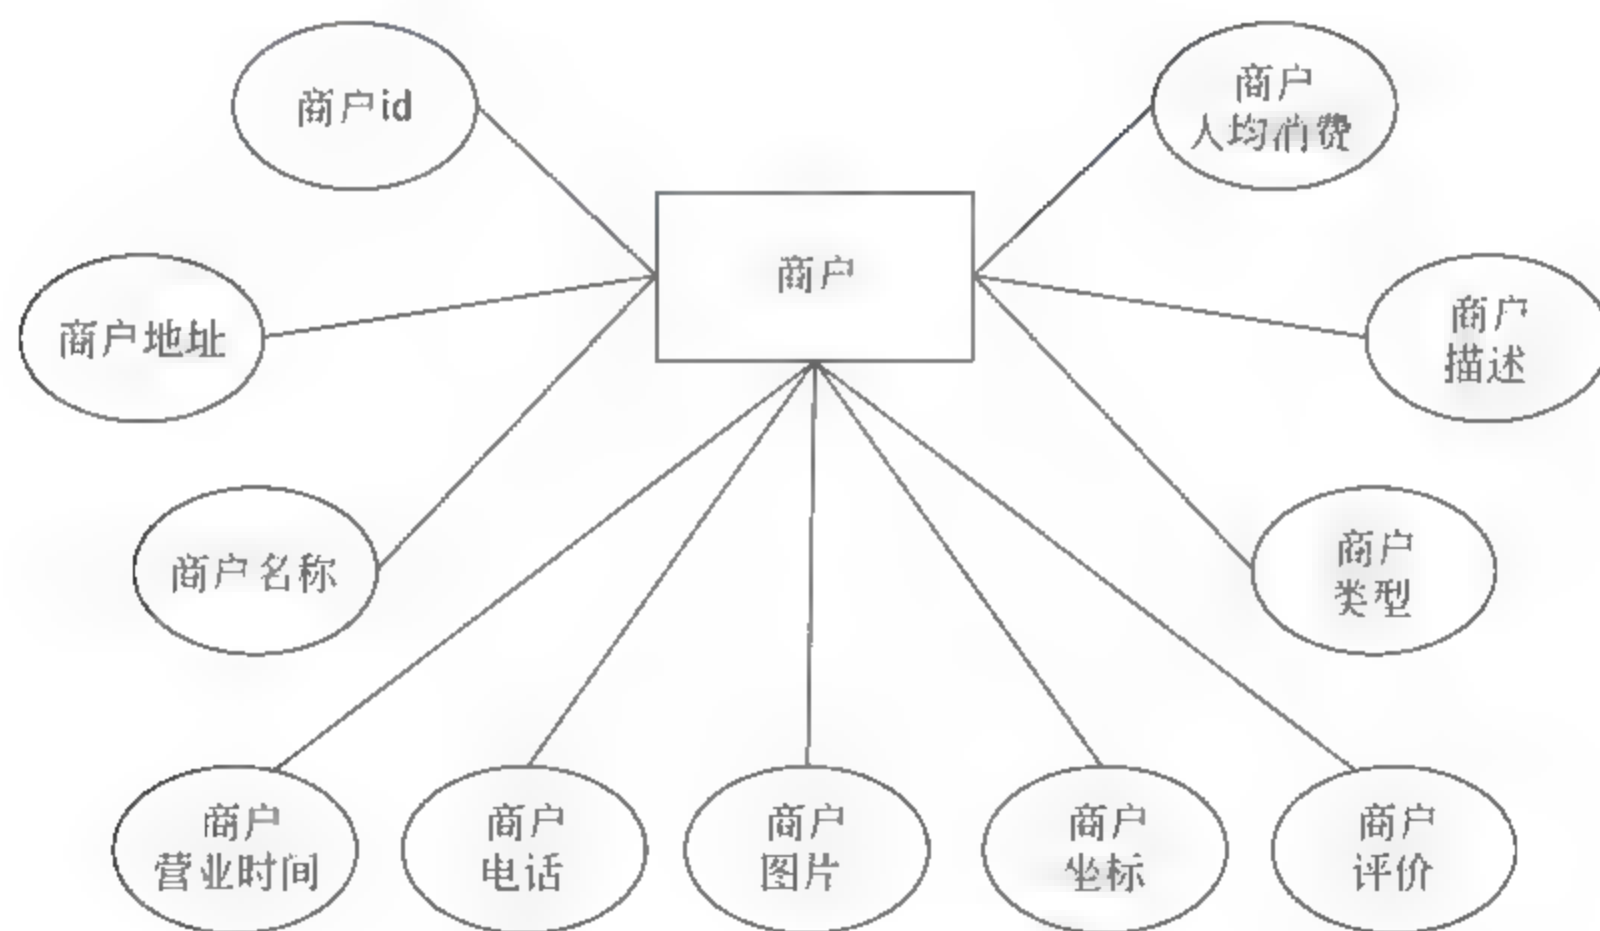 商户id
商户
人均消费
商户
商户地址
商户
描述
商户名称
商户
类型
商户
营业时间
商户
电话
商户
图片
商户
坐标
商户
评价